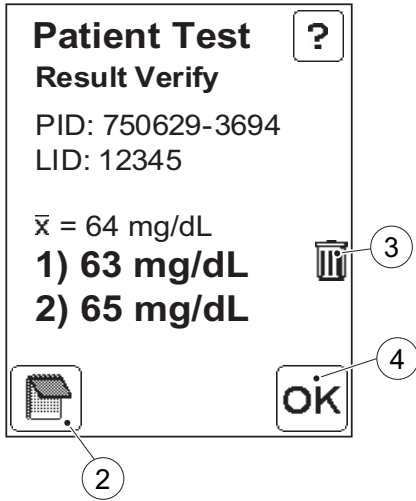 Patient Test ?
Result Verify
PID: 750629-3694
LID: 12345
x̅ = 64 mg/dL
1) 63 mg/dL
2) 65 mg/dL
3
4
OK
2